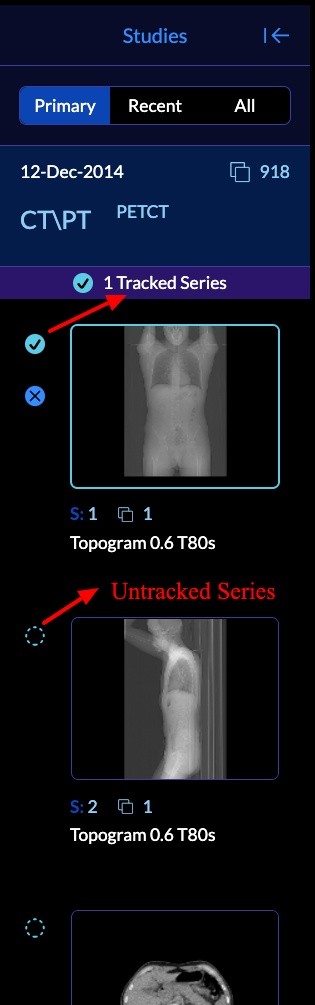 Studies
Primary Recent All
12-Dec-2014 918
CT\PT PETCT
1 Tracked Series
S: 1 1
Topogram 0.6 T80s
Untracked Series
S: 2 1
Topogram 0.6 T80s